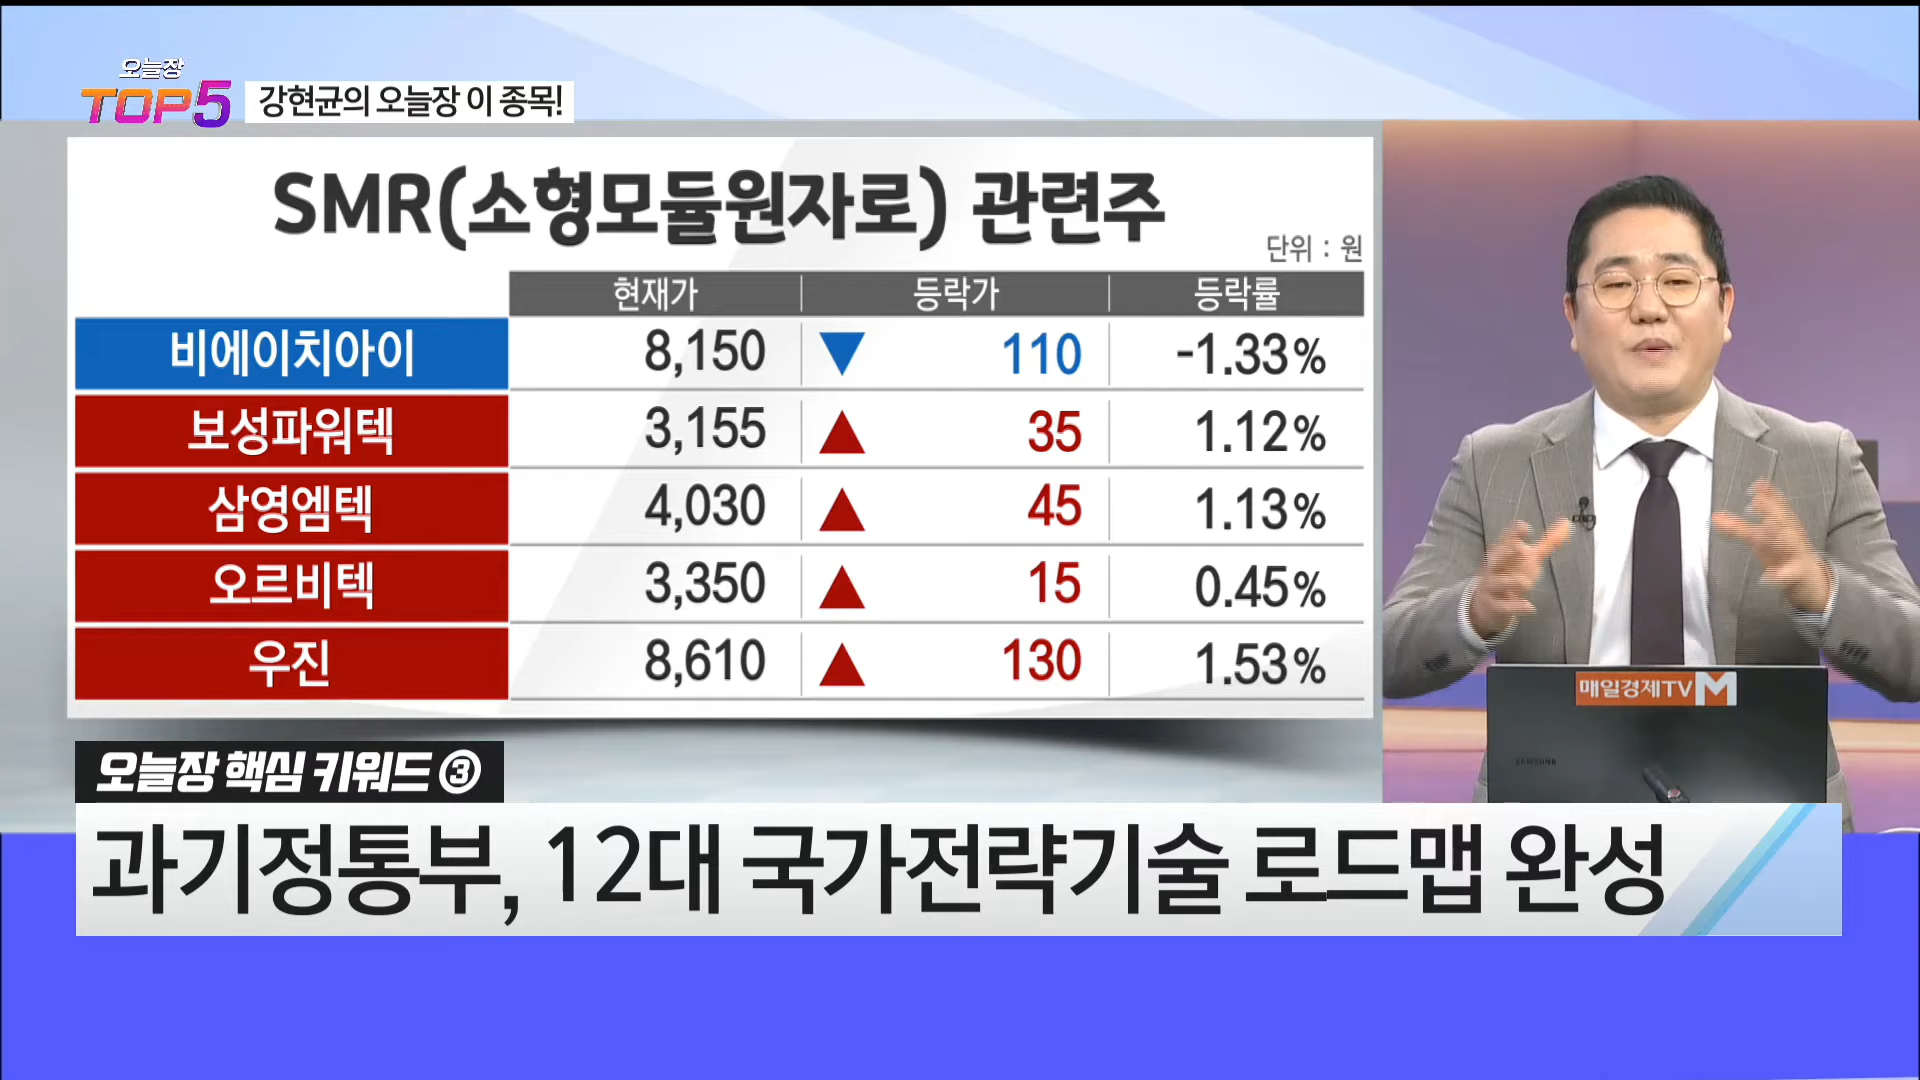 오늘장
TOP5
강현균의 오늘장 이 종목!
SMR(소형모듈원자로) 관련주
단위 : 원
현재가 등락가 등락률
비에이치아이 8,150 ▼ 110 -1.33%
보성파워텍 3,155 ▲ 35 1.12%
삼영엠텍 4,030 ▲ 45 1.13%
오르비텍 3,350 ▲ 15 0.45%
우진 8,610 ▲ 130 1.53%
매일경제TV M
SAMSUNG
오늘장 핵심 키워드 ③
과기정통부, 12대 국가전략기술 로드맵 완성